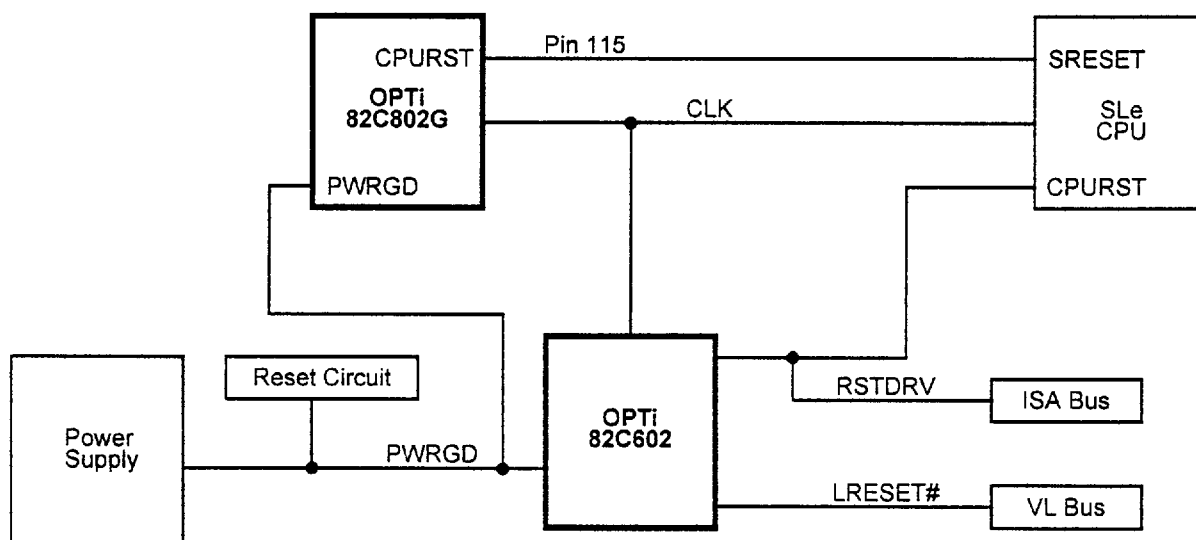 Pin 115
CPURST
SRESET
OPTi
82C802G
CLK
SLe
CPU
PWRGD
CPURST
Reset Circuit
RSTDRV
ISA Bus
OPTi
82C602
Power
Supply
PWRGD
LRESET#
VL Bus